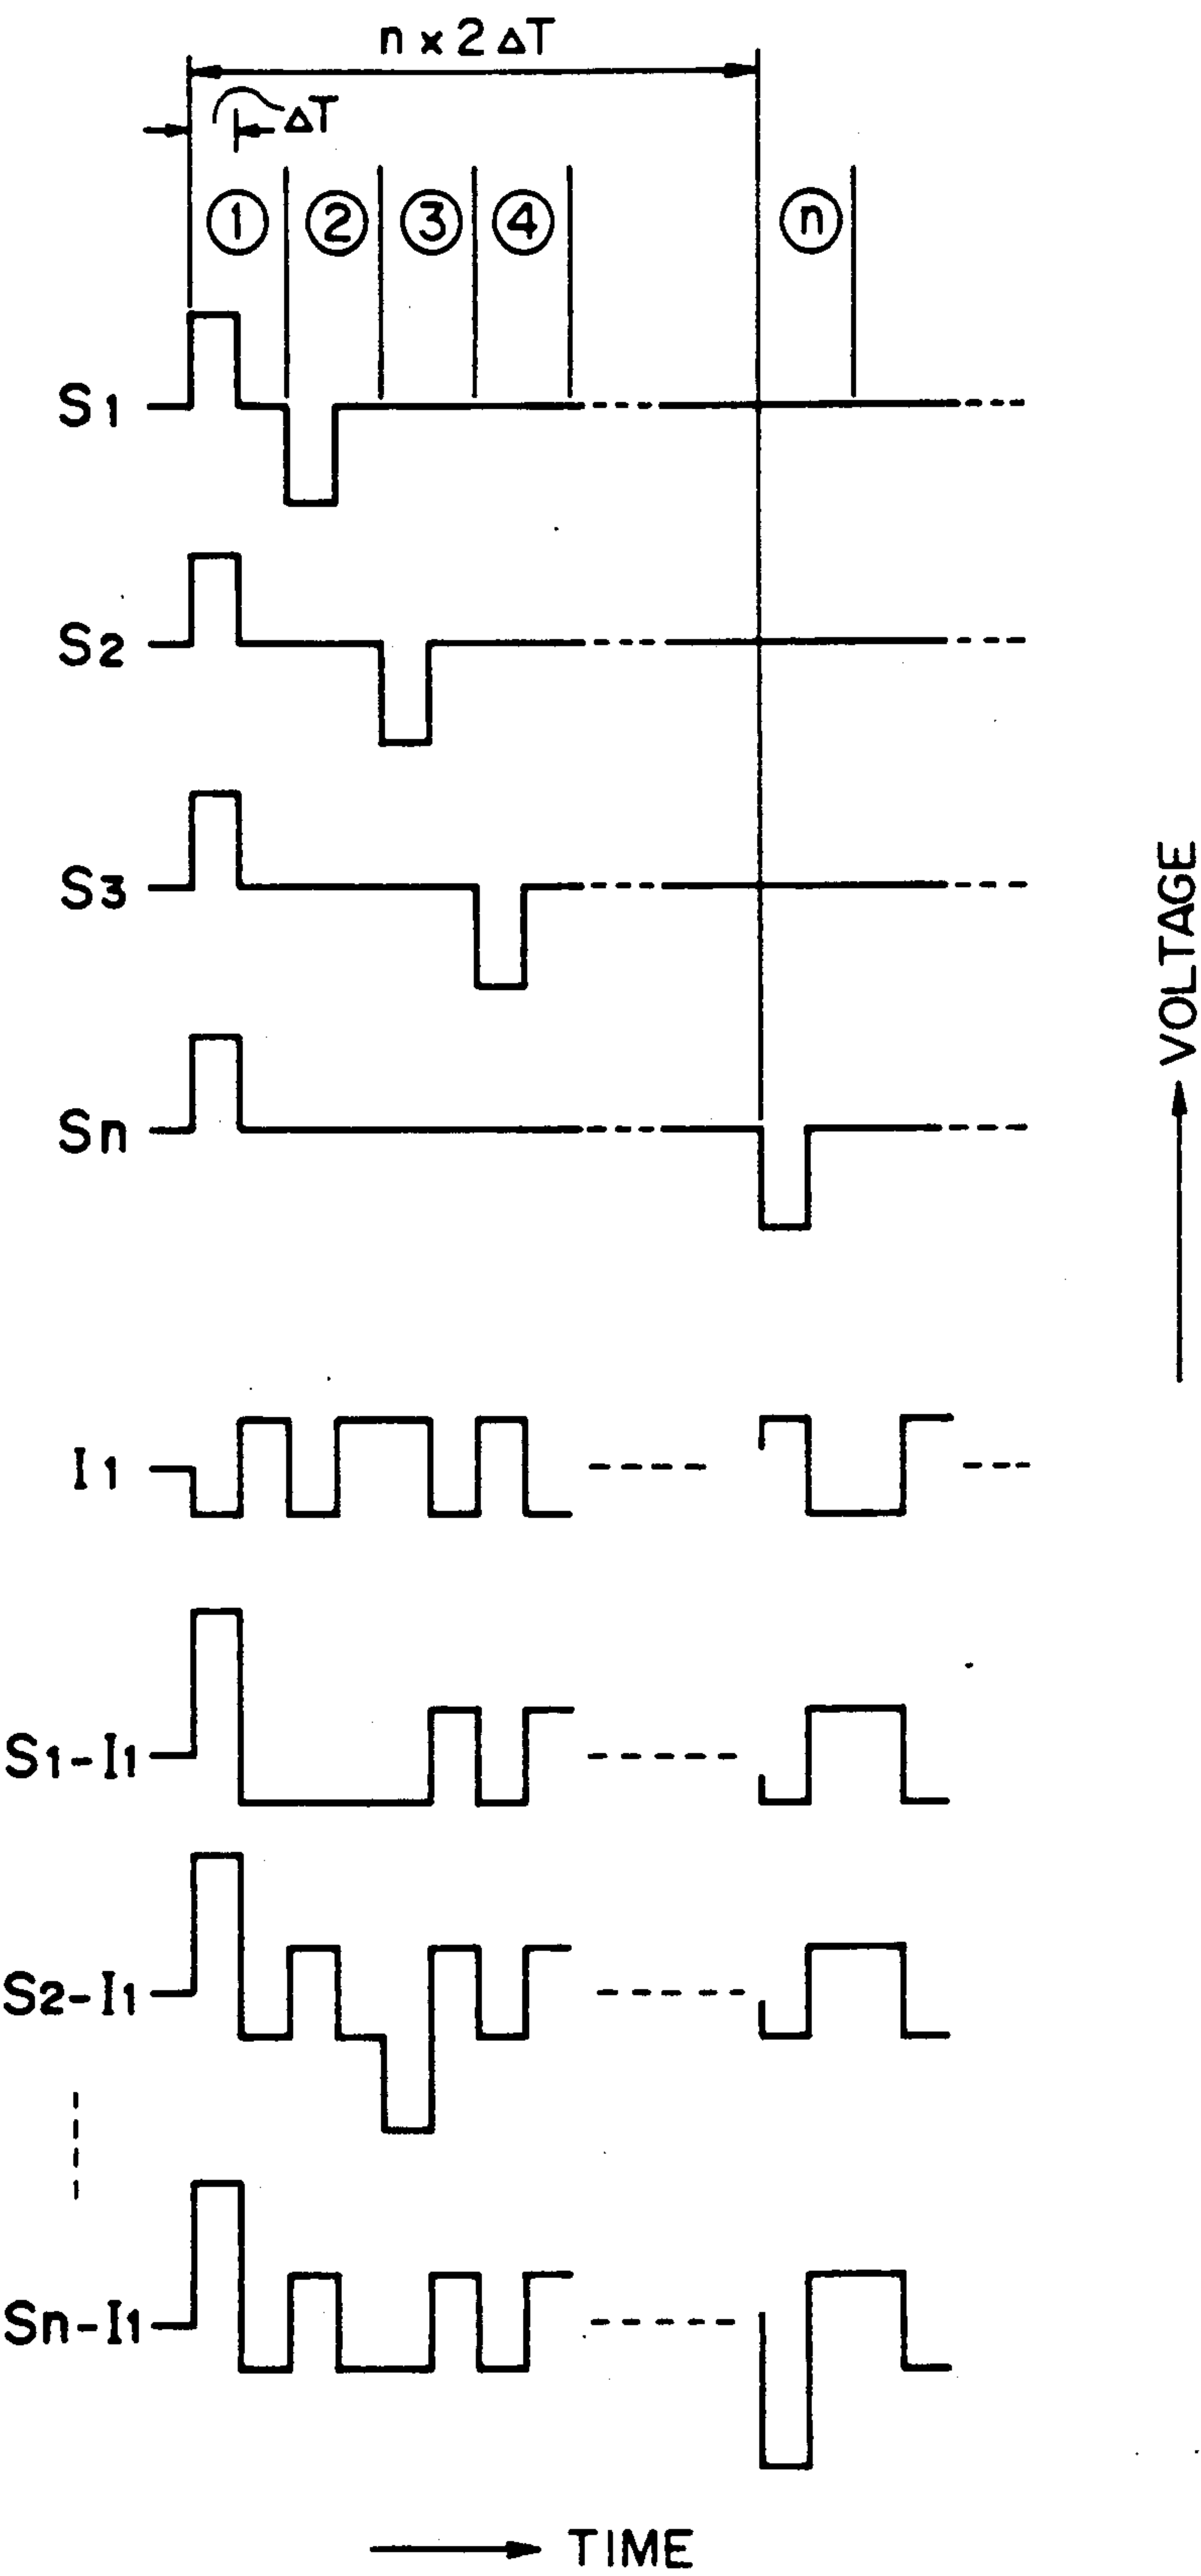 n × 2 ΔT
ΔT
① ② ③ ④ ⓝ
S1
S2
S3
Sn
VOLTAGE
I1
S1-I1
S2-I1
Sn-I1
TIME